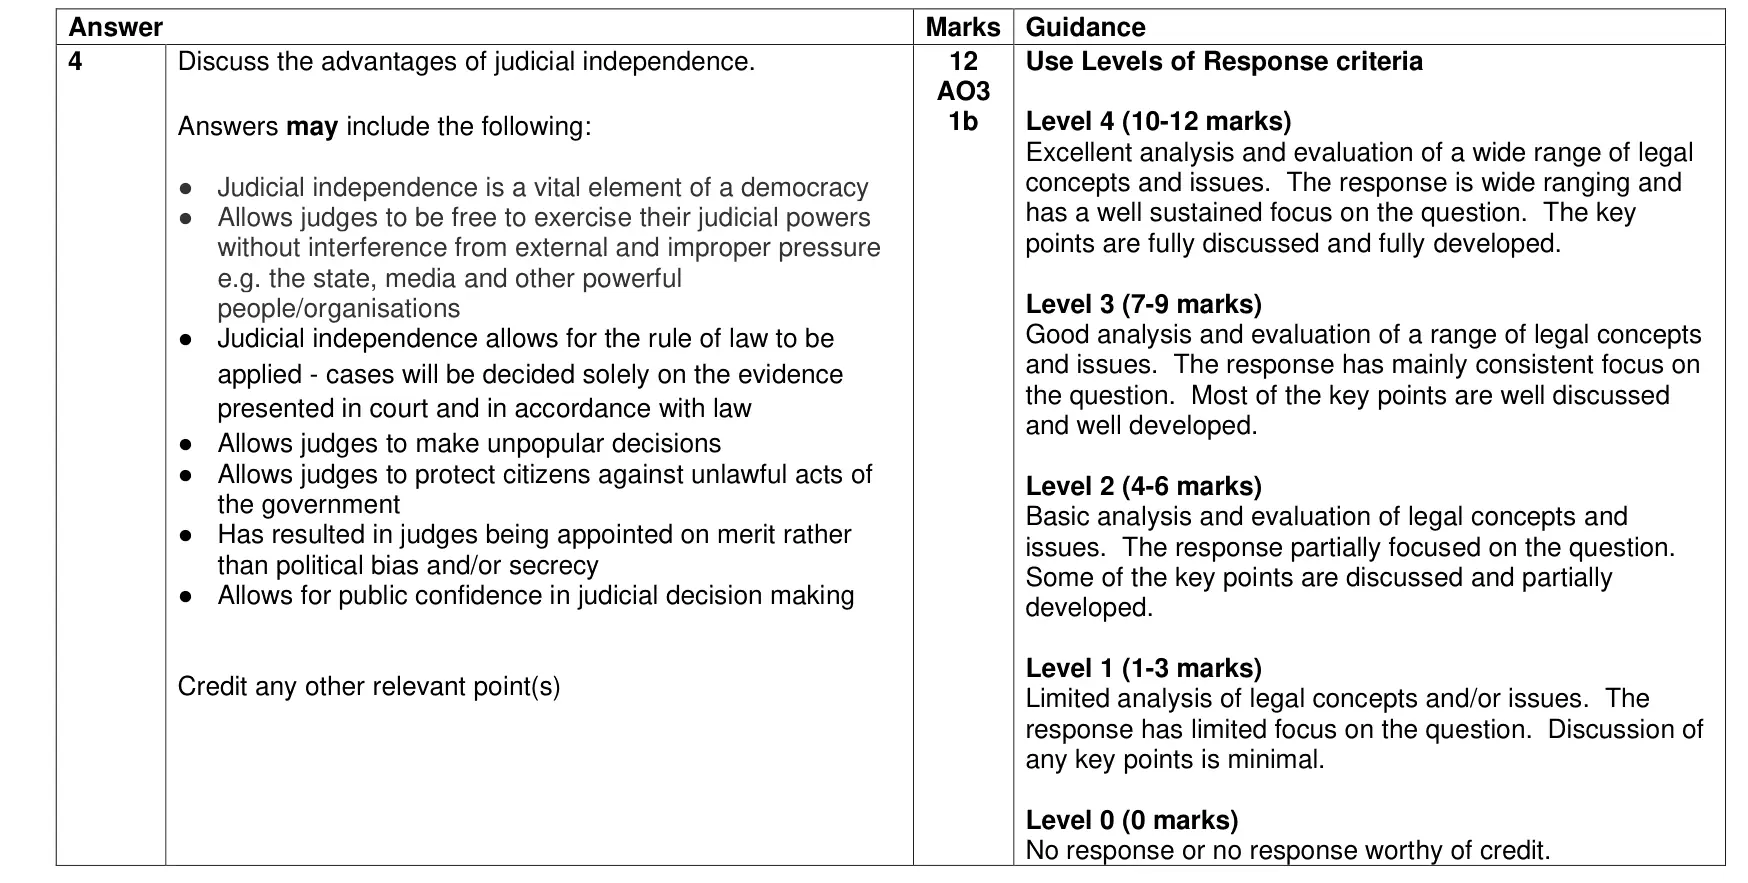 Answer Marks Guidance
4 Discuss the advantages of judicial independence.
Answers may include the following:
● Judicial independence is a vital element of a democracy
● Allows judges to be free to exercise their judicial powers
without interference from external and improper pressure
e.g. the state, media and other powerful
people/organisations
● Judicial independence allows for the rule of law to be
applied - cases will be decided solely on the evidence
presented in court and in accordance with law
● Allows judges to make unpopular decisions
● Allows judges to protect citizens against unlawful acts of
the government
● Has resulted in judges being appointed on merit rather
than political bias and/or secrecy
● Allows for public confidence in judicial decision making
Credit any other relevant point(s)
12
AO3
1b
Use Levels of Response criteria
Level 4 (10-12 marks)
Excellent analysis and evaluation of a wide range of legal
concepts and issues. The response is wide ranging and
has a well sustained focus on the question. The key
points are fully discussed and fully developed.
Level 3 (7-9 marks)
Good analysis and evaluation of a range of legal concepts
and issues. The response has mainly consistent focus on
the question. Most of the key points are well discussed
and well developed.
Level 2 (4-6 marks)
Basic analysis and evaluation of legal concepts and
issues. The response partially focused on the question.
Some of the key points are discussed and partially
developed.
Level 1 (1-3 marks)
Limited analysis of legal concepts and/or issues. The
response has limited focus on the question. Discussion of
any key points is minimal.
Level 0 (0 marks)
No response or no response worthy of credit.